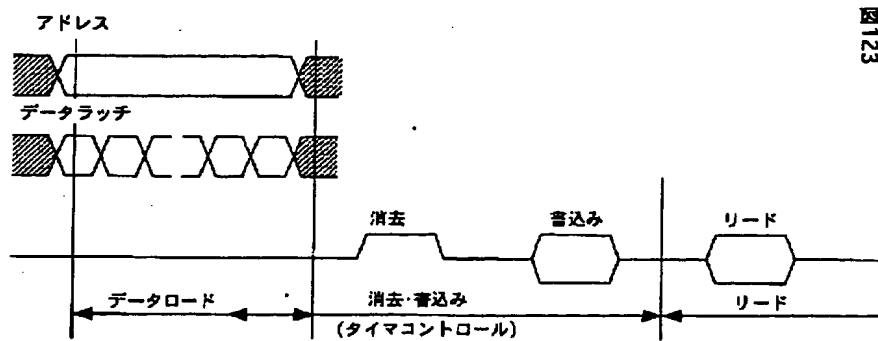 図123
アドレス
データラッチ
消去
書込み
リード
データロード
消去・書込み
(タイマコントロール)
リード